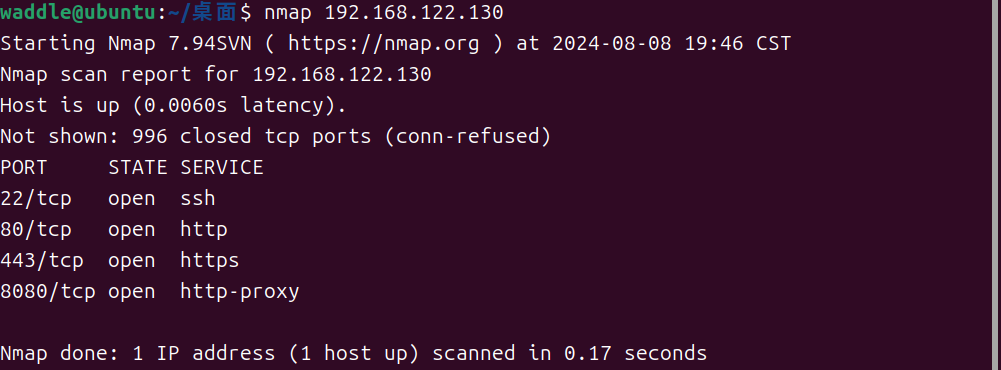 waddle@ubuntu:~/桌面$ nmap 192.168.122.130
Starting Nmap 7.94SVN ( https://nmap.org ) at 2024-08-08 19:46 CST
Nmap scan report for 192.168.122.130
Host is up (0.0060s latency).
Not shown: 996 closed tcp ports (conn-refused)
PORT     STATE SERVICE
22/tcp   open  ssh
80/tcp   open  http
443/tcp  open  https
8080/tcp open  http-proxy

Nmap done: 1 IP address (1 host up) scanned in 0.17 seconds